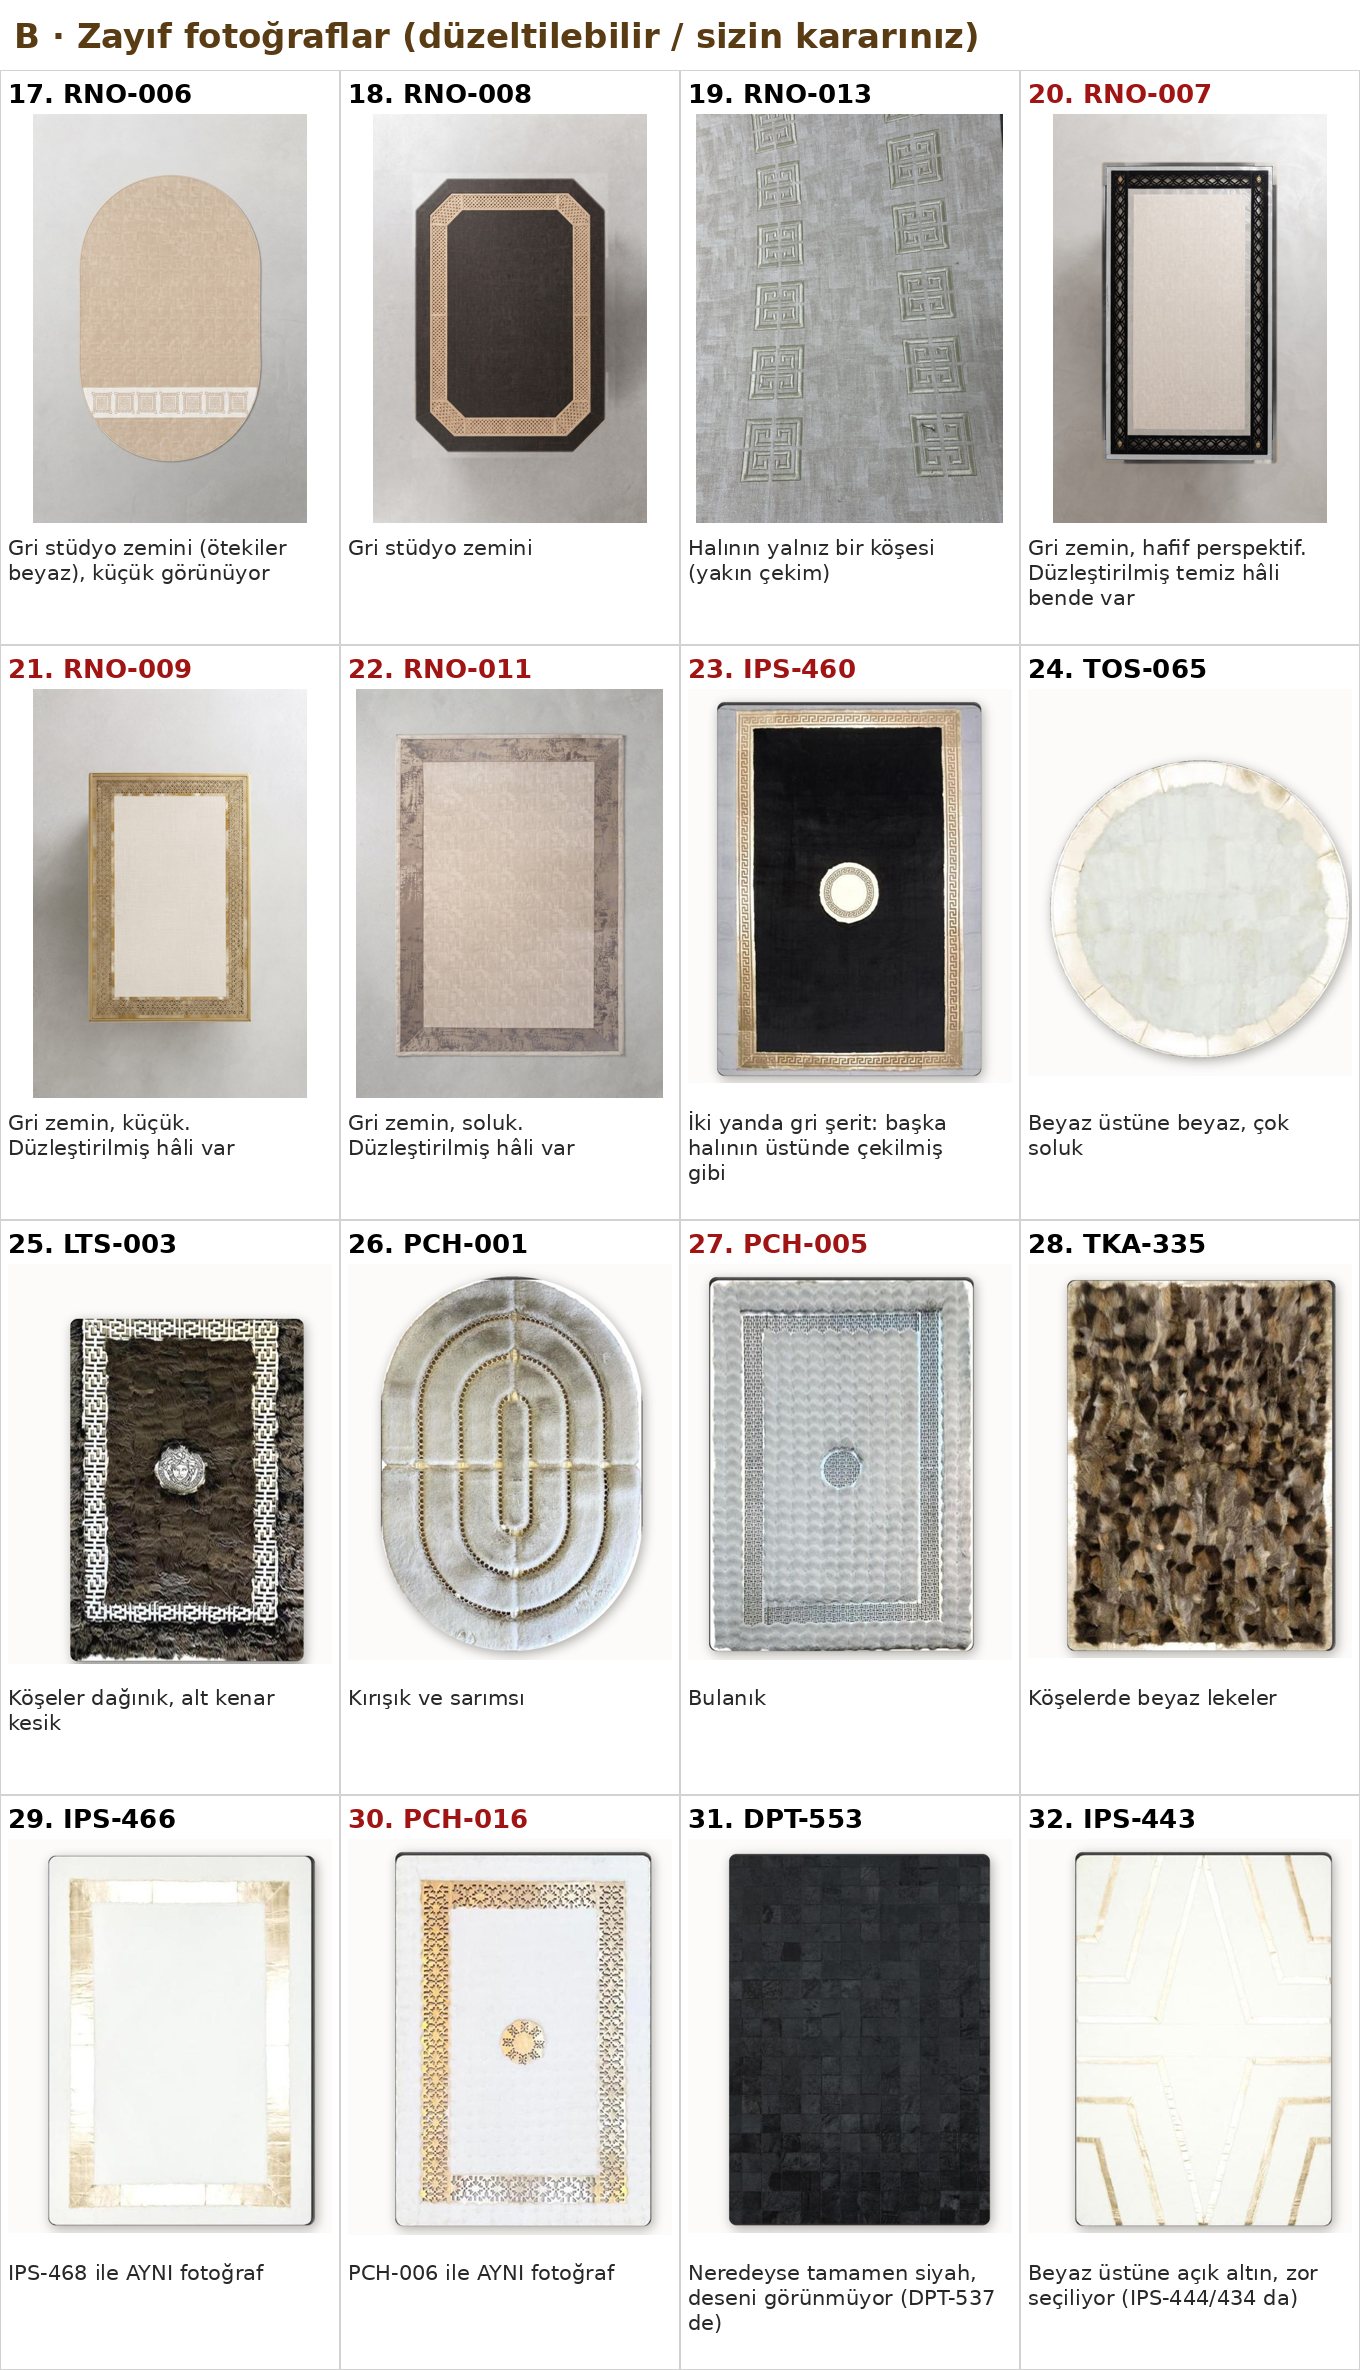 B · Zayıf fotoğraflar (düzeltilebilir / sizin kararınız)
17. RNO-006
Gri stüdyo zemini (ötekiler
beyaz), küçük görünüyor
18. RNO-008
Gri stüdyo zemini
19. RNO-013
Halının yalnız bir köşesi
(yakın çekim)
20. RNO-007
Gri zemin, hafif perspektif.
Düzleştirilmiş temiz hâli
bende var
21. RNO-009
Gri zemin, küçük.
Düzleştirilmiş hâli var
22. RNO-011
Gri zemin, soluk.
Düzleştirilmiş hâli var
23. IPS-460
İki yanda gri şerit: başka
halının üstünde çekilmiş
gibi
24. TOS-065
Beyaz üstüne beyaz, çok
soluk
25. LTS-003
Köşeler dağınık, alt kenar
kesik
26. PCH-001
Kırışık ve sarımsı
27. PCH-005
Bulanık
28. TKA-335
Köşelerde beyaz lekeler
29. IPS-466
IPS-468 ile AYNI fotoğraf
30. PCH-016
PCH-006 ile AYNI fotoğraf
31. DPT-553
Neredeyse tamamen siyah,
deseni görünmüyor (DPT-537
de)
32. IPS-443
Beyaz üstüne açık altın, zor
seçiliyor (IPS-444/434 da)